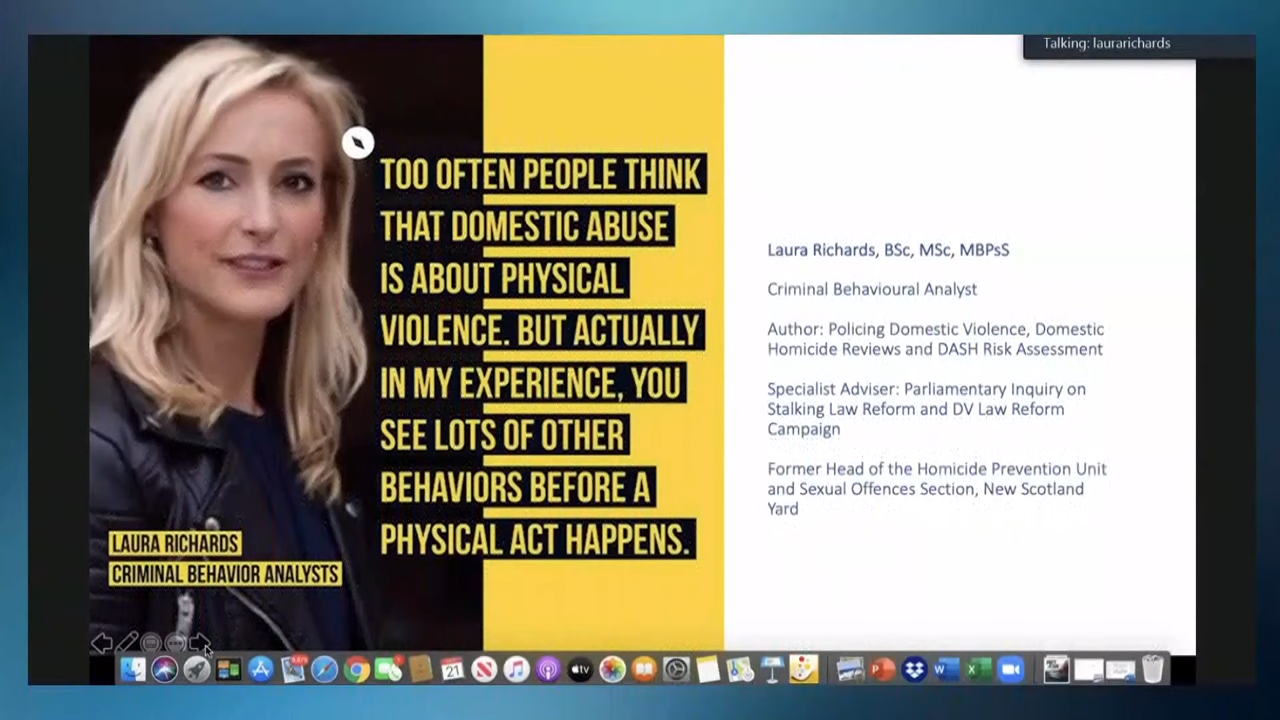 Talking: laurarichards
TOO OFTEN PEOPLE THINK
THAT DOMESTIC ABUSE
IS ABOUT PHYSICAL
VIOLENCE. BUT ACTUALLY
IN MY EXPERIENCE, YOU
SEE LOTS OF OTHER
BEHAVIORS BEFORE A
PHYSICAL ACT HAPPENS.
LAURA RICHARDS
CRIMINAL BEHAVIOR ANALYSTS
Laura Richards, BSc, MSc, MBPsS
Criminal Behavioural Analyst
Author: Policing Domestic Violence, Domestic
Homicide Reviews and DASH Risk Assessment
Specialist Adviser: Parliamentary Inquiry on
Stalking Law Reform and DV Law Reform
Campaign
Former Head of the Homicide Prevention Unit
and Sexual Offences Section, New Scotland
Yard
21
tv